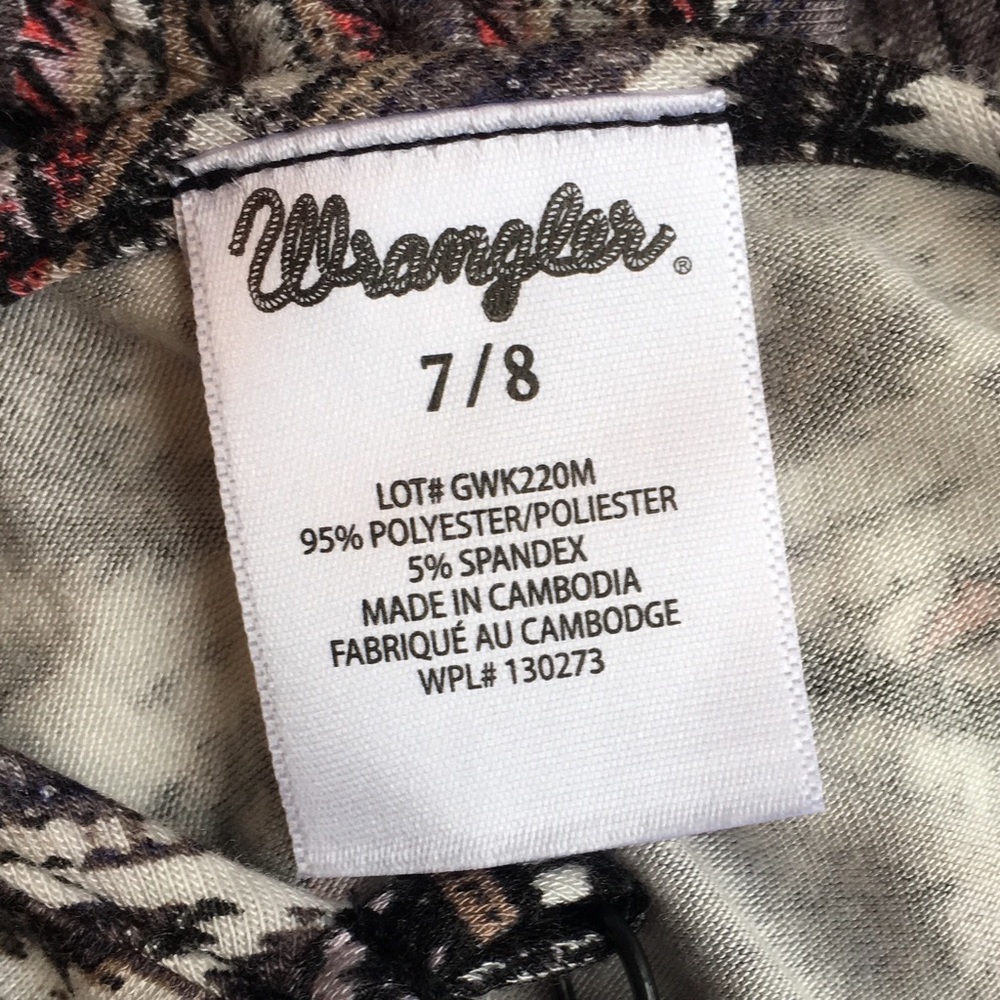 Wrangler®
7/8
LOT# GWK220M
95% POLYESTER/POLIESTER
5% SPANDEX
MADE IN CAMBODIA
FABRIQUÉ AU CAMBODGE
WPL# 130273